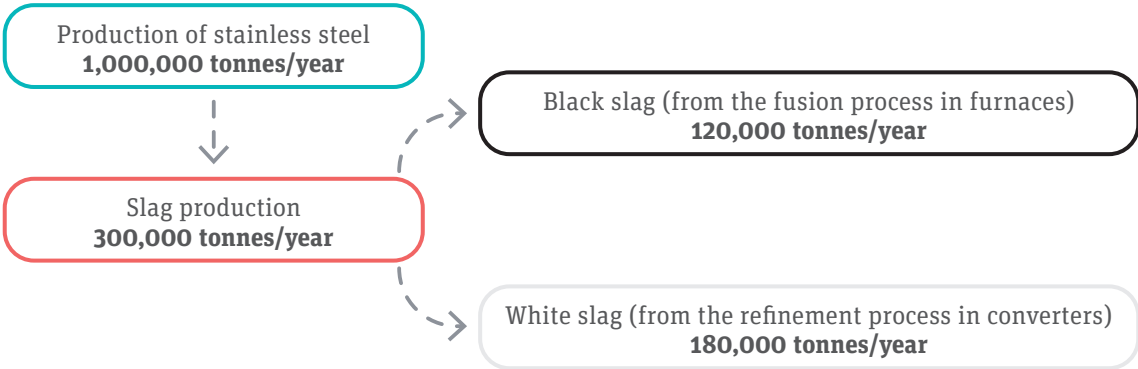 Production of stainless steel
1,000,000 tonnes/year
Black slag (from the fusion process in furnaces)
120,000 tonnes/year
Slag production
300,000 tonnes/year
White slag (from the refinement process in converters)
180,000 tonnes/year